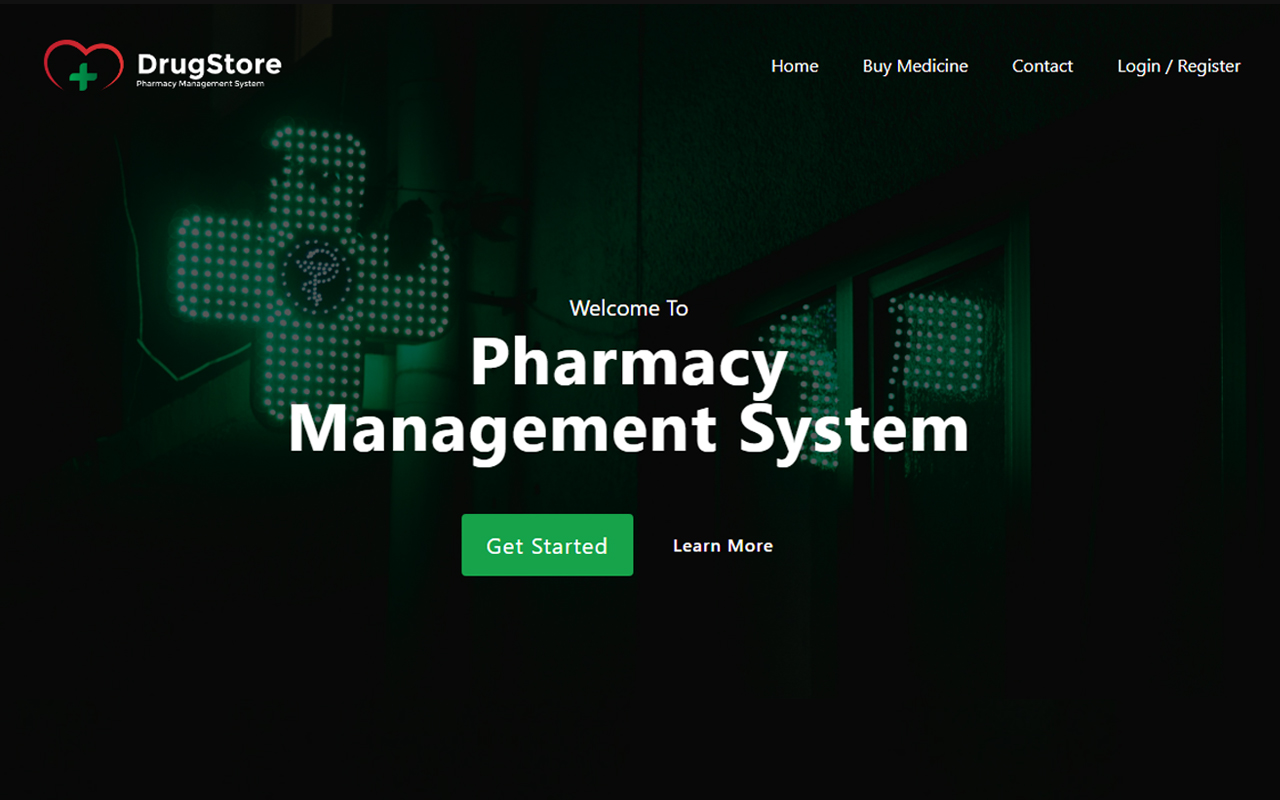 DrugStore
Pharmacy Management System
Home
Buy Medicine
Contact
Login / Register
Welcome To
Pharmacy
Management System
Get Started
Learn More